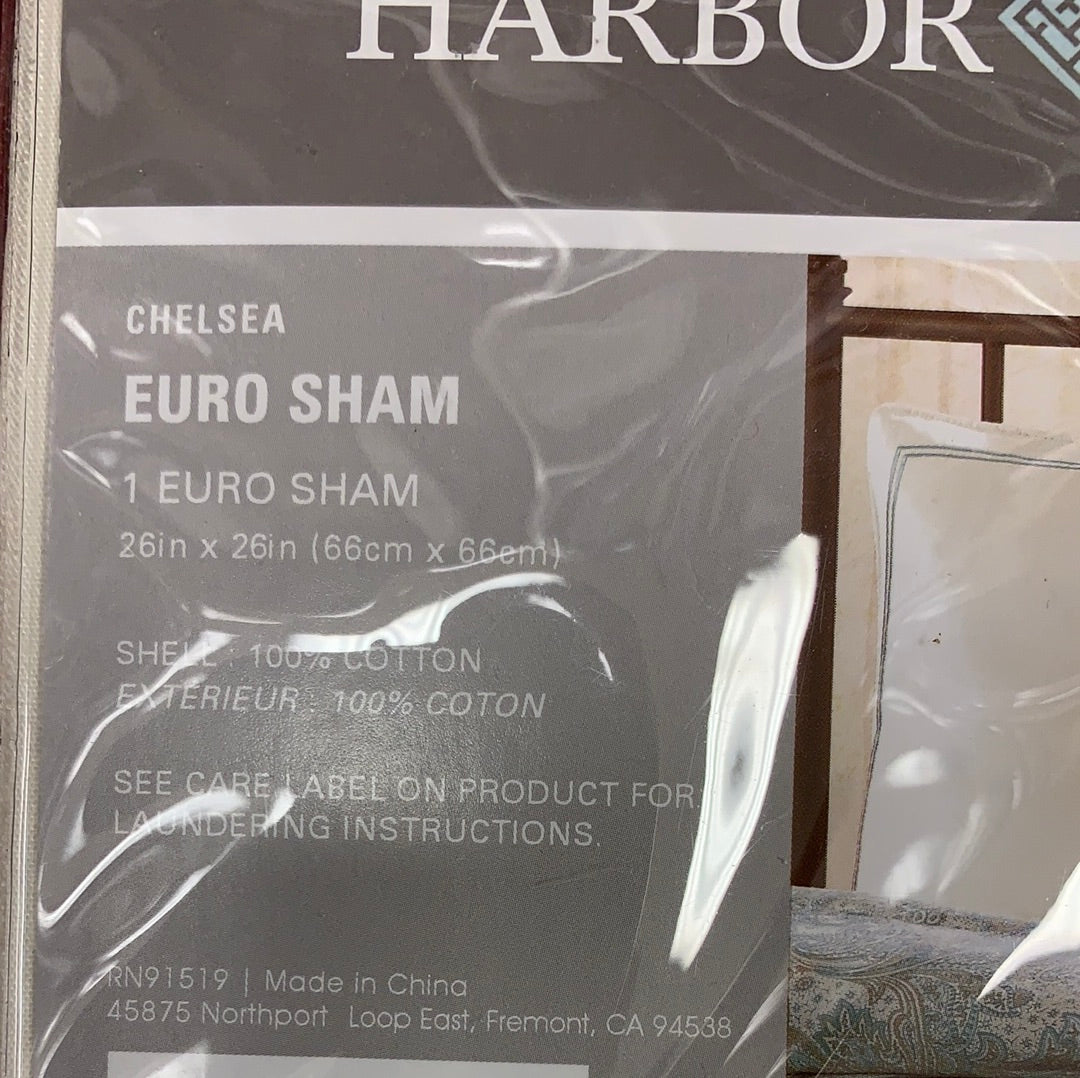 HARBOR
CHELSEA
EURO SHAM
1 EURO SHAM
26in x 26in (66cm x 66cm)
SHELL : 100% COTTON
EXTÉRIEUR : 100% COTON
SEE CARE LABEL ON PRODUCT FOR
LAUNDERING INSTRUCTIONS.
RN91519 | Made in China
45875 Northport Loop East, Fremont, CA 94538